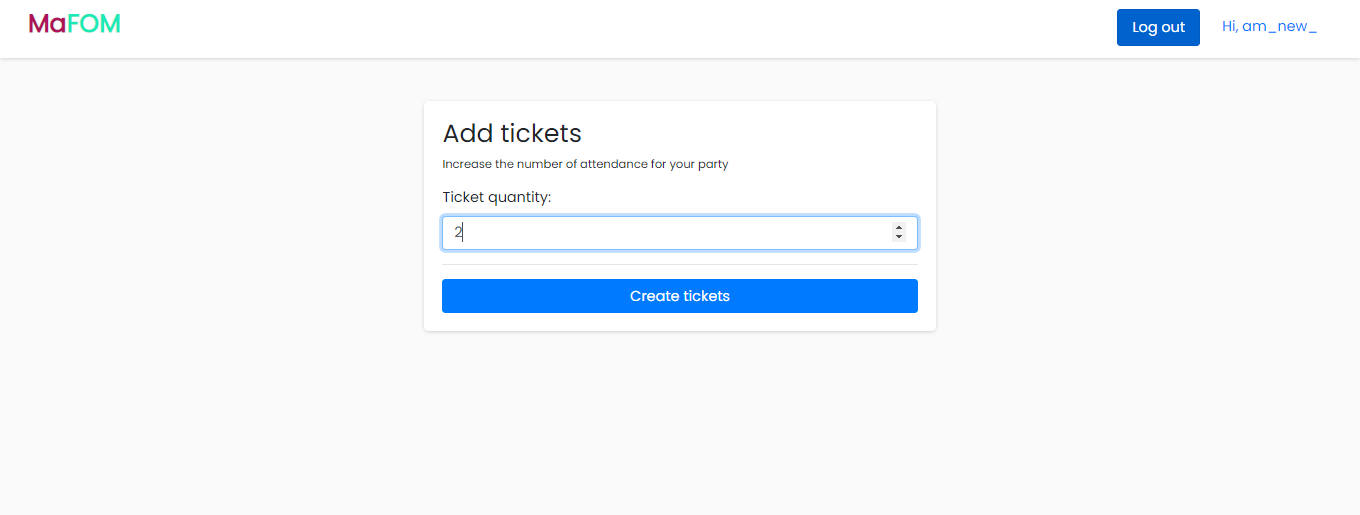 MaFOM
Log out
Hi, am_new_
Add tickets
Increase the number of attendance for your party
Ticket quantity:
2
Create tickets